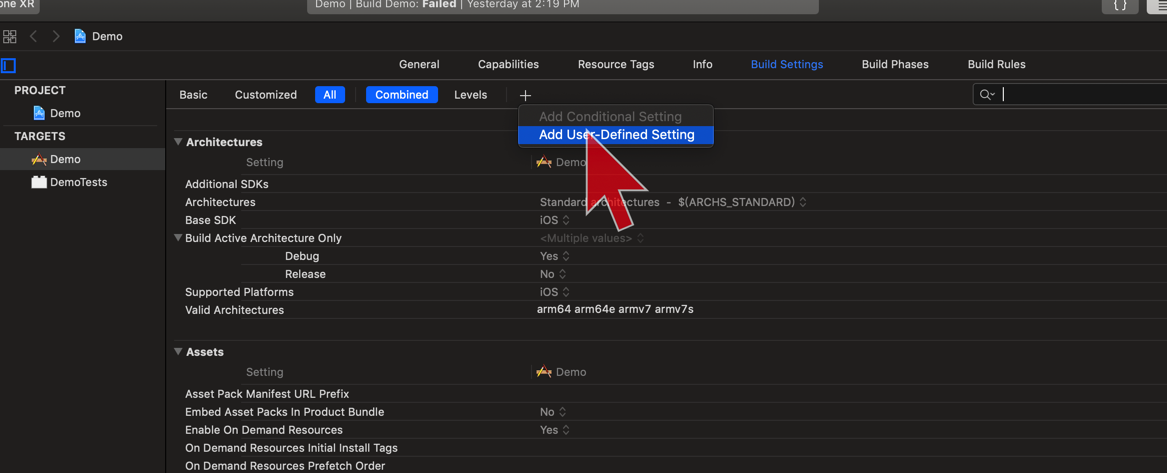 one XR
Demo | Build Demo: Failed | Yesterday at 2:19 PM
{ }
Demo
General Capabilities Resource Tags Info Build Settings Build Phases Build Rules
PROJECT
Demo
TARGETS
Demo
DemoTests
Basic Customized All Combined Levels +
Add Conditional Setting
Add User-Defined Setting
Architectures
Setting Demo
Additional SDKs
Architectures Standard architectures - $(ARCHS_STANDARD)
Base SDK iOS
Build Active Architecture Only <Multiple values>
Debug Yes
Release No
Supported Platforms iOS
Valid Architectures arm64 arm64e armv7 armv7s
Assets
Setting Demo
Asset Pack Manifest URL Prefix
Embed Asset Packs In Product Bundle No
Enable On Demand Resources Yes
On Demand Resources Initial Install Tags
On Demand Resources Prefetch Order